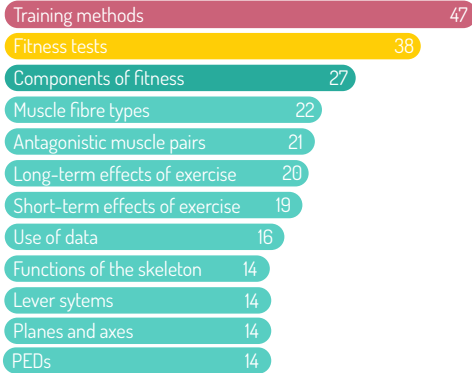 Training methods 47
Fitness tests 38
Components of fitness 27
Muscle fibre types 22
Antagonistic muscle pairs 21
Long-term effects of exercise 20
Short-term effects of exercise 19
Use of data 16
Functions of the skeleton 14
Lever sytems 14
Planes and axes 14
PEDs 14